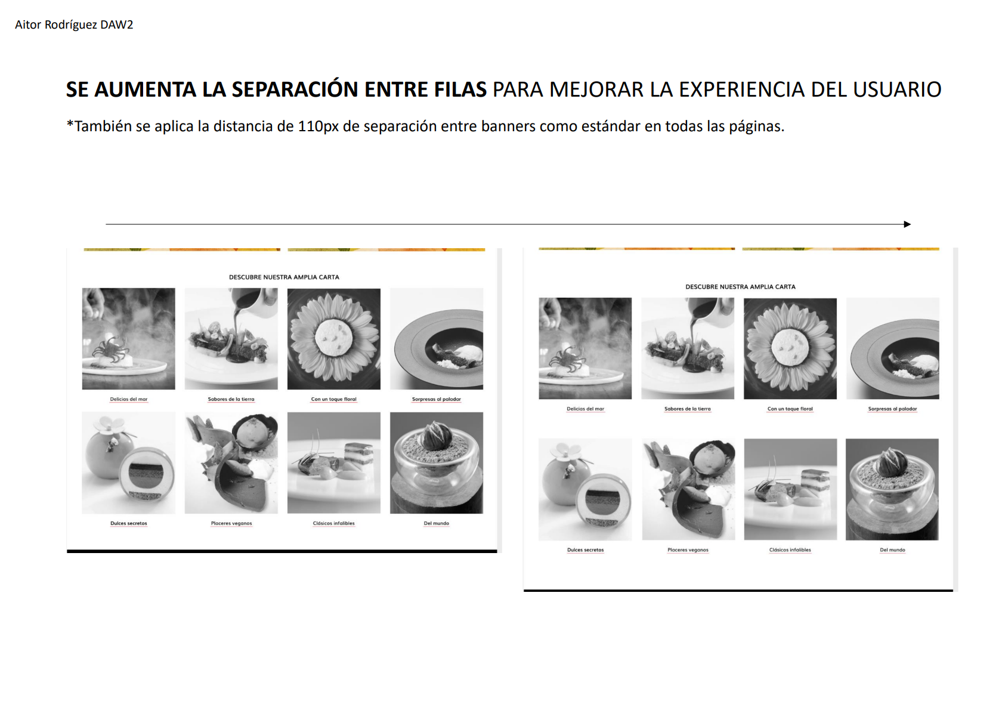 Aitor Rodríguez DAW2
SE AUMENTA LA SEPARACIÓN ENTRE FILAS PARA MEJORAR LA EXPERIENCIA DEL USUARIO
*También se aplica la distancia de 110px de separación entre banners como estándar en todas las páginas.
DESCUBRE NUESTRA AMPLIA CARTA
Delicias del mar
Sabores de la tierra
Con un toque floral
Sorpresas al paladar
Dulces secretos
Placeres veganos
Clásicos infalibles
Del mundo
DESCUBRE NUESTRA AMPLIA CARTA
Delicias del mar
Sabores de la tierra
Con un toque floral
Sorpresas al paladar
Dulces secretos
Placeres veganos
Clásicos infalibles
Del mundo